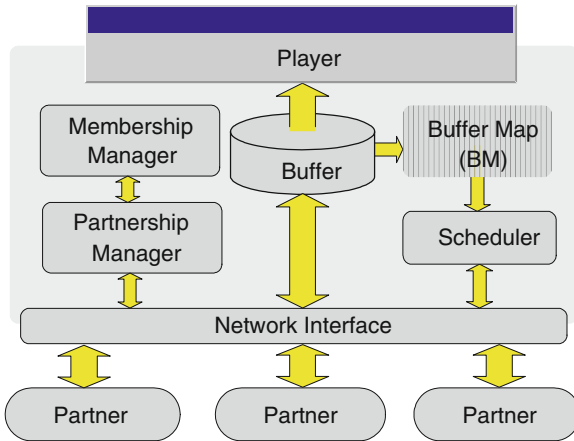 Player
Membership
Manager
Buffer
Buffer Map
(BM)
Partnership
Manager
Scheduler
Network Interface
Partner
Partner
Partner